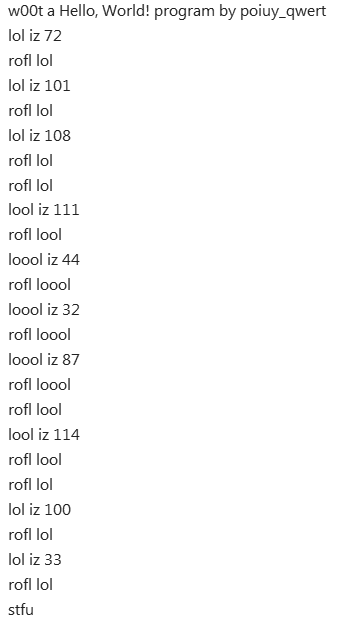 w00t a Hello, World! program by poiuy_qwert
lol iz 72
rofl lol
lol iz 101
rofl lol
lol iz 108
rofl lol
rofl lol
lool iz 111
rofl lool
loool iz 44
rofl loool
loool iz 32
rofl loool
loool iz 87
rofl loool
rofl lool
lool iz 114
rofl lool
rofl lol
lol iz 100
rofl lol
lol iz 33
rofl lol
stfu